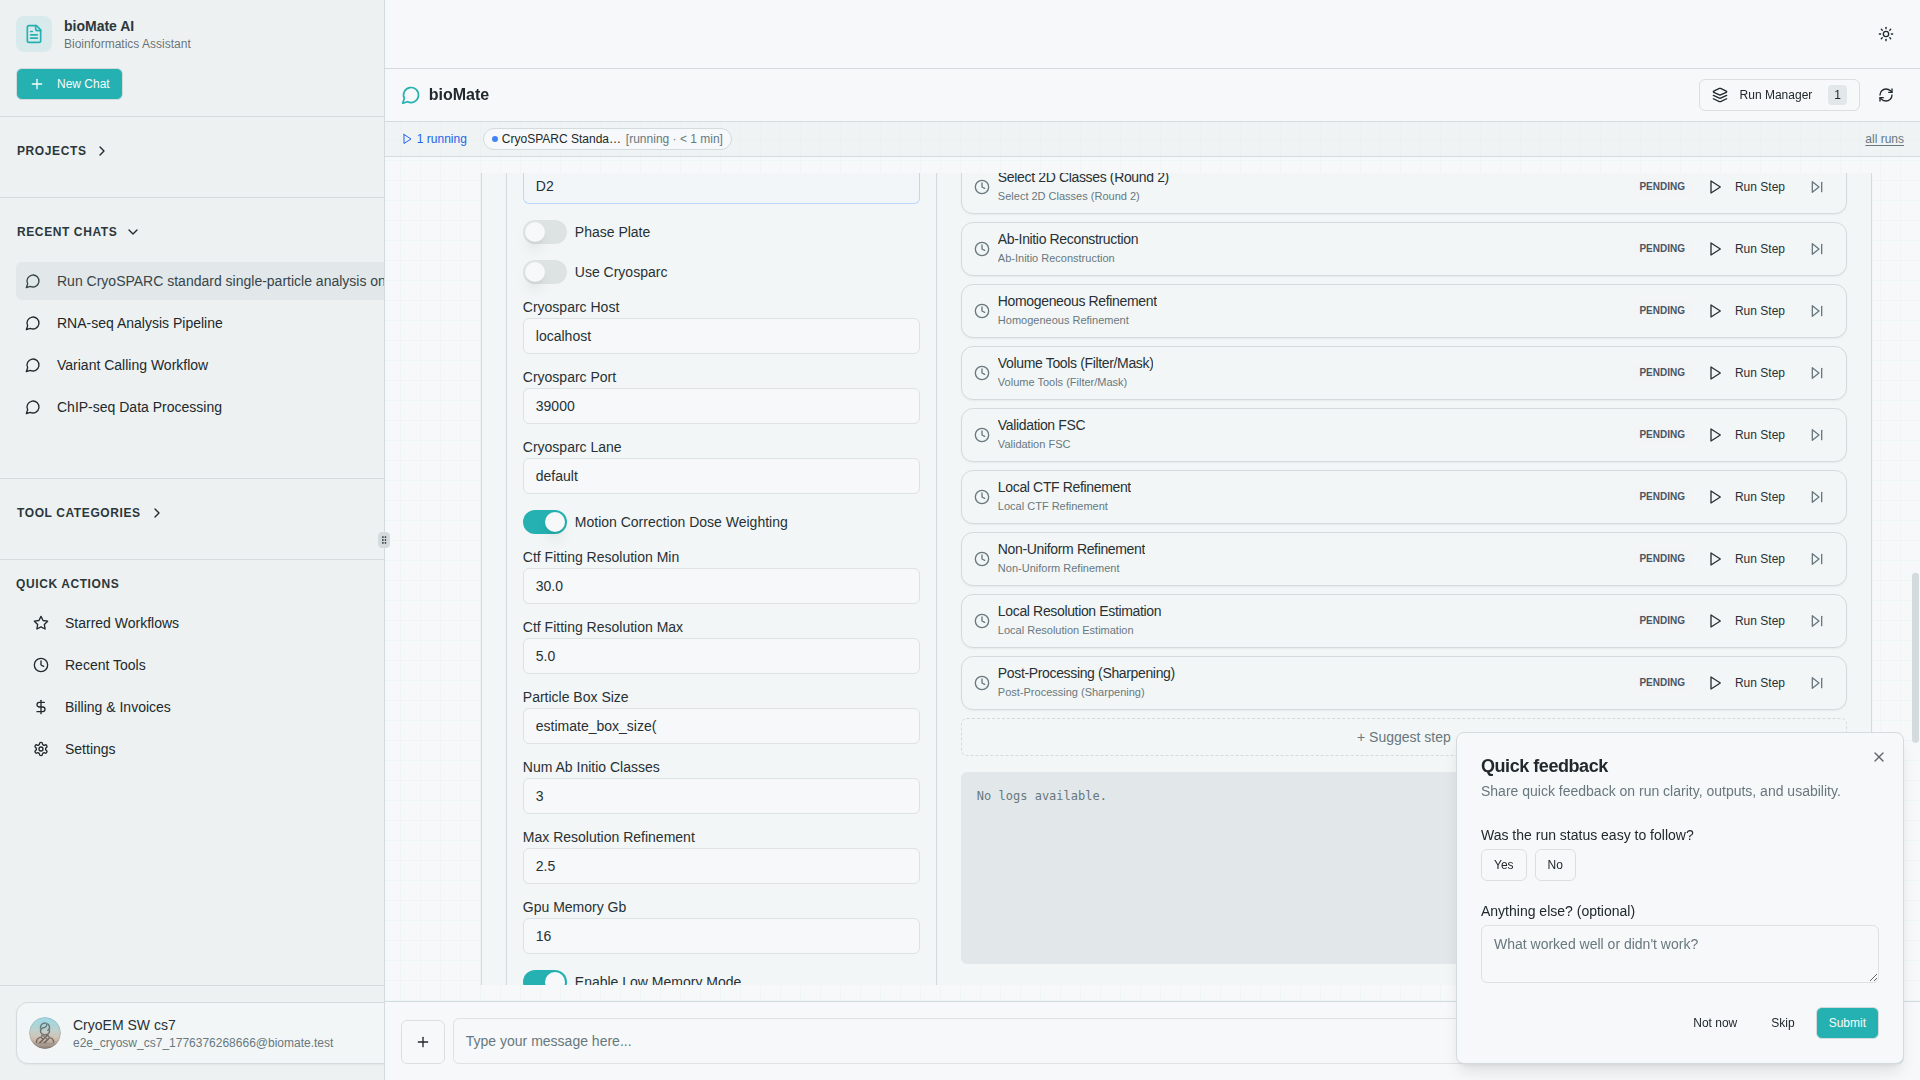 bioMate AI
Bioinformatics Assistant
New Chat
PROJECTS
RECENT CHATS
Run CryoSPARC standard single-particle analysis on
RNA-seq Analysis Pipeline
Variant Calling Workflow
ChIP-seq Data Processing
TOOL CATEGORIES
QUICK ACTIONS
Starred Workflows
Recent Tools
Billing & Invoices
Settings
CryoEM SW cs7
e2e_cryosw_cs7_1776376268666@biomate.test
bioMate
Run Manager 1
1 running
CryoSPARC Standa… [running · < 1 min]
all runs
D2
Phase Plate
Use Cryosparc
Cryosparc Host
localhost
Cryosparc Port
39000
Cryosparc Lane
default
Motion Correction Dose Weighting
Ctf Fitting Resolution Min
30.0
Ctf Fitting Resolution Max
5.0
Particle Box Size
estimate_box_size(
Num Ab Initio Classes
3
Max Resolution Refinement
2.5
Gpu Memory Gb
16
Enable Low Memory Mode
Select 2D Classes (Round 2)
Select 2D Classes (Round 2)
PENDING Run Step
Ab-Initio Reconstruction
Ab-Initio Reconstruction
PENDING Run Step
Homogeneous Refinement
Homogeneous Refinement
PENDING Run Step
Volume Tools (Filter/Mask)
Volume Tools (Filter/Mask)
PENDING Run Step
Validation FSC
Validation FSC
PENDING Run Step
Local CTF Refinement
Local CTF Refinement
PENDING Run Step
Non-Uniform Refinement
Non-Uniform Refinement
PENDING Run Step
Local Resolution Estimation
Local Resolution Estimation
PENDING Run Step
Post-Processing (Sharpening)
Post-Processing (Sharpening)
PENDING Run Step
+ Suggest step
No logs available.
Type your message here...
Quick feedback
Share quick feedback on run clarity, outputs, and usability.
Was the run status easy to follow?
Yes No
Anything else? (optional)
What worked well or didn't work?
Not now Skip Submit